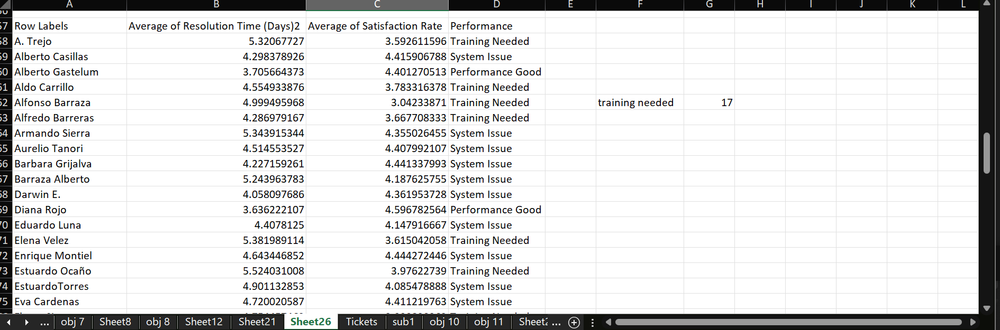 A B C D E F G H I J K L
57 Row Labels Average of Resolution Time (Days)2 Average of Satisfaction Rate Performance
58 A. Trejo 5.32067727 3.592611596 Training Needed
59 Alberto Casillas 4.298378926 4.415906788 System Issue
60 Alberto Gastelum 3.705664373 4.401270513 Performance Good
61 Aldo Carrillo 4.554933876 3.783316378 Training Needed
62 Alfonso Barraza 4.999495968 3.04233871 Training Needed training needed 17
63 Alfredo Barreras 4.286979167 3.667708333 Training Needed
64 Armando Sierra 5.343915344 4.355026455 System Issue
65 Aurelio Tanori 4.514553527 4.407992107 System Issue
66 Barbara Grijalva 4.227159261 4.441337993 System Issue
67 Barraza Alberto 5.243963783 4.187625755 System Issue
68 Darwin E. 4.058097686 4.361953728 System Issue
69 Diana Rojo 3.636222107 4.596782564 Performance Good
70 Eduardo Luna 4.4078125 4.147916667 System Issue
71 Elena Velez 5.381989114 3.615042058 Training Needed
72 Enrique Montiel 4.643446852 4.444272446 System Issue
73 Estuardo Ocaño 5.524031008 3.97622739 Training Needed
74 EstuardoTorres 4.901132853 4.085478888 System Issue
75 Eva Cardenas 4.720020587 4.411219763 System Issue
... obj 7 Sheet8 obj 8 Sheet12 Sheet21 Sheet26 Tickets sub1 obj 10 obj 11 Sheet2 ...